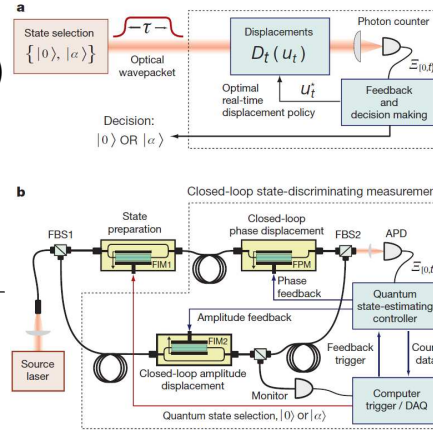 a
State selection
{ |0⟩, |α⟩ }
τ
Optical
wavepacket
Displacements
D_t ( u_t )
Photon counter
Ξ_[0,t]
Optimal
real-time
displacement policy
u_t^*
Feedback
and
decision making
Decision:
|0⟩ OR |α⟩
b
Closed-loop state-discriminating measurement
FBS1
State
preparation
FIM1
Closed-loop
phase displacement
FPM
FBS2
APD
Ξ_[0,t]
Phase
feedback
Quantum
state-estimating
controller
Amplitude feedback
FIM2
Closed-loop amplitude
displacement
Source
laser
Feedback
trigger
Monitor
Computer
trigger / DAQ
Quantum state selection, |0⟩ or |α⟩